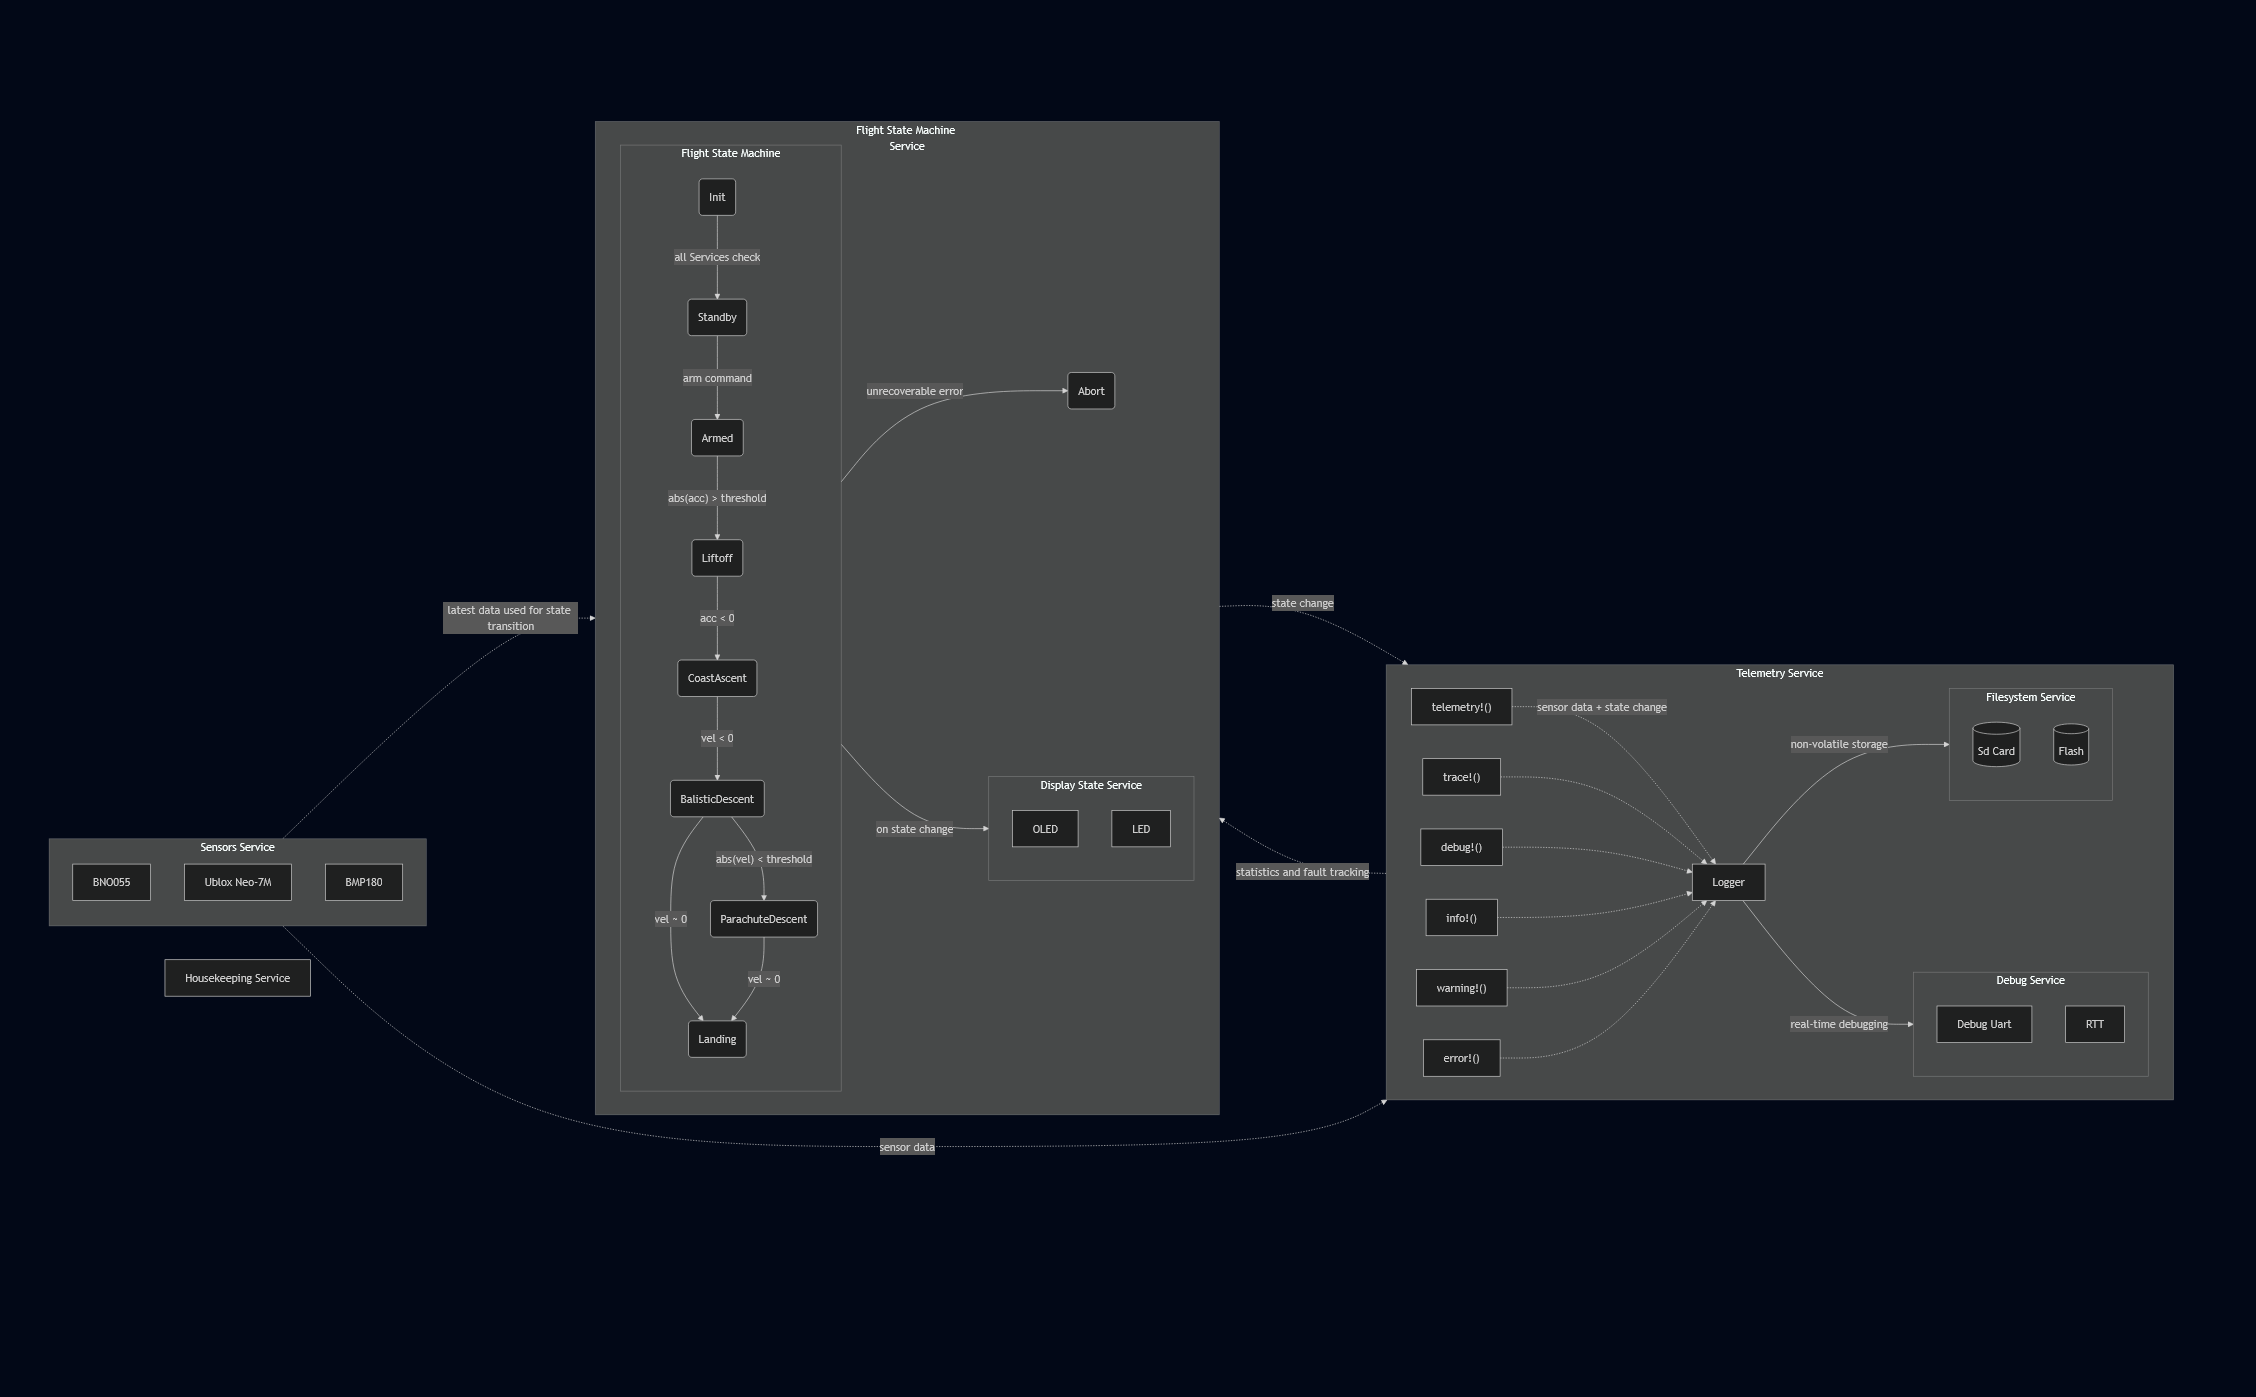 Flight State Machine
Service
Flight State Machine
Init
all Services check
Standby
arm command
Armed
abs(acc) > threshold
Liftoff
acc < 0
CoastAscent
vel < 0
BalisticDescent
abs(vel) < threshold
vel ~ 0
ParachuteDescent
vel ~ 0
Landing
unrecoverable error
Abort
on state change
Display State Service
OLED
LED
latest data used for state
transition
Sensors Service
BNO055
Ublox Neo-7M
BMP180
Housekeeping Service
sensor data
state change
statistics and fault tracking
Telemetry Service
telemetry!()
sensor data + state change
trace!()
debug!()
info!()
warning!()
error!()
Logger
non-volatile storage
Filesystem Service
Sd Card
Flash
real-time debugging
Debug Service
Debug Uart
RTT